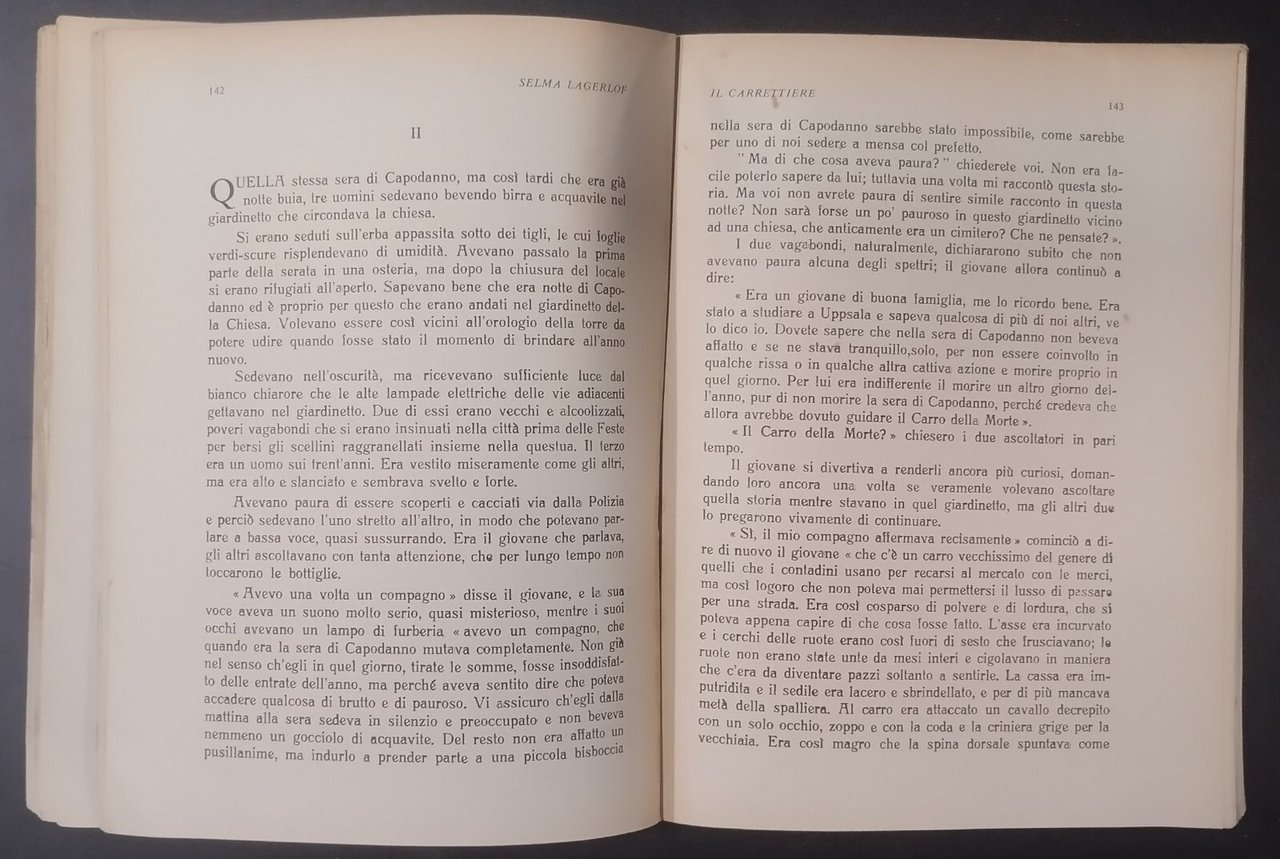 142
SELMA LAGERLOF
II
QUELLA stessa sera di Capodanno, ma così tardi che era già
notte buia, tre uomini sedevano bevendo birra e acquavite nel
giardinetto che circondava la chiesa.
Si erano seduti sull'erba appassita sotto dei tigli, le cui foglie
verdi-scure risplendevano di umidità. Avevano passato la prima
parte della serata in una osteria, ma dopo la chiusura del locale
si erano rifugiati all'aperto. Sapevano bene che era notte di Capo-
danno ed è proprio per questo che erano andati nel giardinetto del-
la Chiesa. Volevano essere così vicini all'orologio della torre da
potere udire quando fosse stato il momento di brindare all'anno
nuovo.
Sedevano nell'oscurità, ma ricevevano sufficiente luce dal
bianco chiarore che le alte lampade elettriche delle vie adiacenti
gettavano nel giardinetto. Due di essi erano vecchi e alcoolizzati,
poveri vagabondi che si erano insinuati nella città prima delle Feste
per bersi gli scellini raggranellati insieme nella questua. Il terzo
era un uomo sui trent'anni. Era vestito miseramente come gli altri,
ma era alto e slanciato e sembrava svelto e forte.
Avevano paura di essere scoperti e cacciati via dalla Polizia
e perciò sedevano l'uno stretto all'altro, in modo che potevano par-
lare a bassa voce, quasi sussurrando. Era il giovane che parlava,
gli altri ascoltavano con tanta attenzione, che per lungo tempo non
toccarono le bottiglie.
« Avevo una volta un compagno » disse il giovane, e la sua
voce aveva un suono molto serio, quasi misterioso, mentre i suoi
occhi avevano un lampo di furberia « avevo un compagno, che
quando era la sera di Capodanno mutava completamente. Non già
nel senso ch'egli in quel giorno, tirate le somme, fosse insoddisfat-
to delle entrate dell'anno, ma perché aveva sentito dire che poteva
accadere qualcosa di brutto e di pauroso. Vi assicuro ch'egli dalla
mattina alla sera sedeva in silenzio e preoccupato e non beveva
nemmeno un gocciolo di acquavite. Del resto non era affatto un
pusillanime, ma indurlo a prender parte a una piccola bisboccia
IL CARRETTIERE
143
nella sera di Capodanno sarebbe stato impossibile, come sarebbe
per uno di noi sedere a mensa col prefetto.
" Ma di che cosa aveva paura? " chiederete voi. Non era fa-
cile poterlo sapere da lui; tuttavia una volta mi raccontò questa sto-
ria. Ma voi non avrete paura di sentire simile racconto in questa
notte? Non sarà forse un po' pauroso in questo giardinetto vicino
ad una chiesa, che anticamente era un cimitero? Che ne pensate? ».
I due vagabondi, naturalmente, dichiararono subito che non
avevano paura alcuna degli spettri; il giovane allora continuò a
dire:
« Era un giovane di buona famiglia, me lo ricordo bene. Era
stato a studiare a Uppsala e sapeva qualcosa di più di noi altri, ve
lo dico io. Dovete sapere che nella sera di Capodanno non beveva
affatto e se ne stava tranquillo,solo, per non essere coinvolto in
qualche rissa o in qualche altra cattiva azione e morire proprio in
quel giorno. Per lui era indifferente il morire un altro giorno del-
l'anno, pur di non morire la sera di Capodanno, perché credeva che
allora avrebbe dovuto guidare il Carro della Morte ».
« Il Carro della Morte? » chiesero i due ascoltatori in pari
tempo.
Il giovane si divertiva a renderli ancora più curiosi, doman-
dando loro ancora una volta se veramente volevano ascoltare
quella storia mentre stavano in quel giardinetto, ma gli altri due
lo pregarono vivamente di continuare.
« Sì, il mio compagno affermava recisamente » cominciò a di-
re di nuovo il giovane « che c'è un carro vecchissimo del genere di
quelli che i contadini usano per recarsi al mercato con le merci,
ma così logoro che non poteva mai permettersi il lusso di passare
per una strada. Era così cosparso di polvere e di lordura, che si
poteva appena capire di che cosa fosse fatto. L'asse era incurvato
e i cerchi delle ruote erano così fuori di sesto che frusciavano; le
ruote non erano state unte da mesi interi e cigolavano in maniera
che c'era da diventare pazzi soltanto a sentirle. La cassa era im-
putridita e il sedile era lacero e sbrindellato, e per di più mancava
metà della spalliera. Al carro era attaccato un cavallo decrepito
con un solo occhio, zoppo e con la coda e la criniera grige per la
vecchiaia. Era così magro che la spina dorsale spuntava come